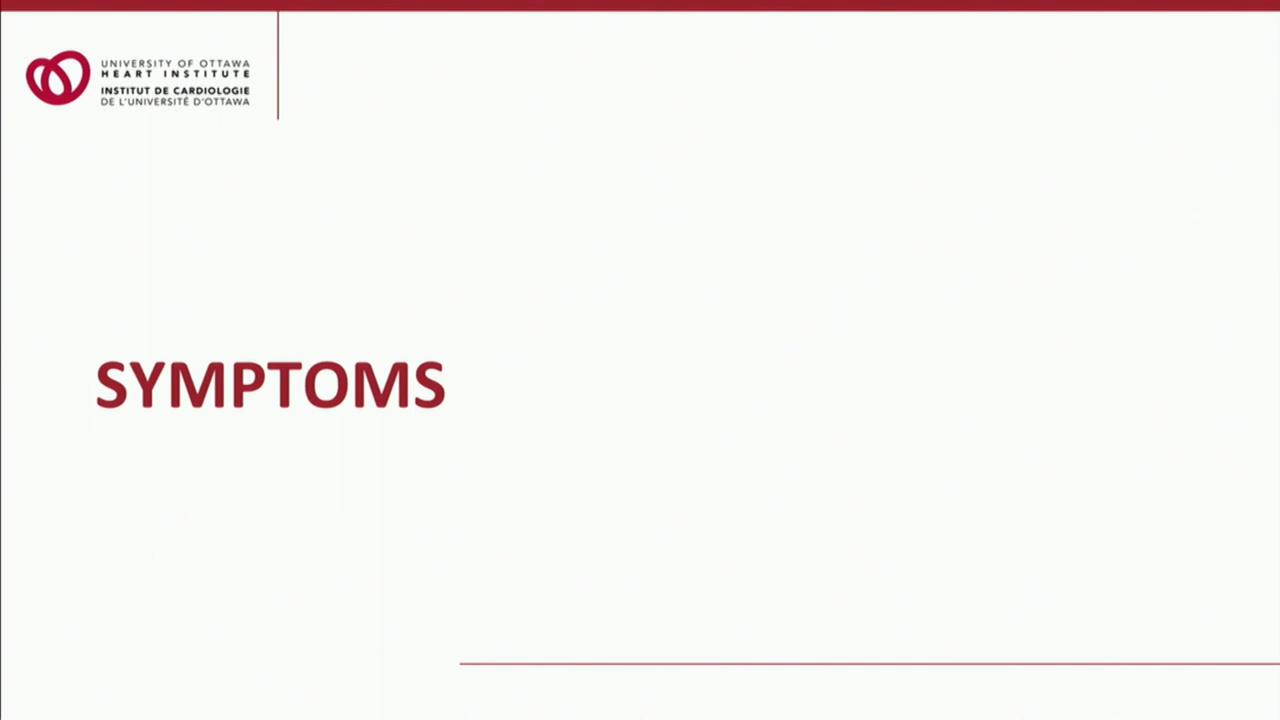 UNIVERSITY OF OTTAWA
HEART INSTITUTE
INSTITUT DE CARDIOLOGIE
DE L'UNIVERSITÉ D'OTTAWA
SYMPTOMS